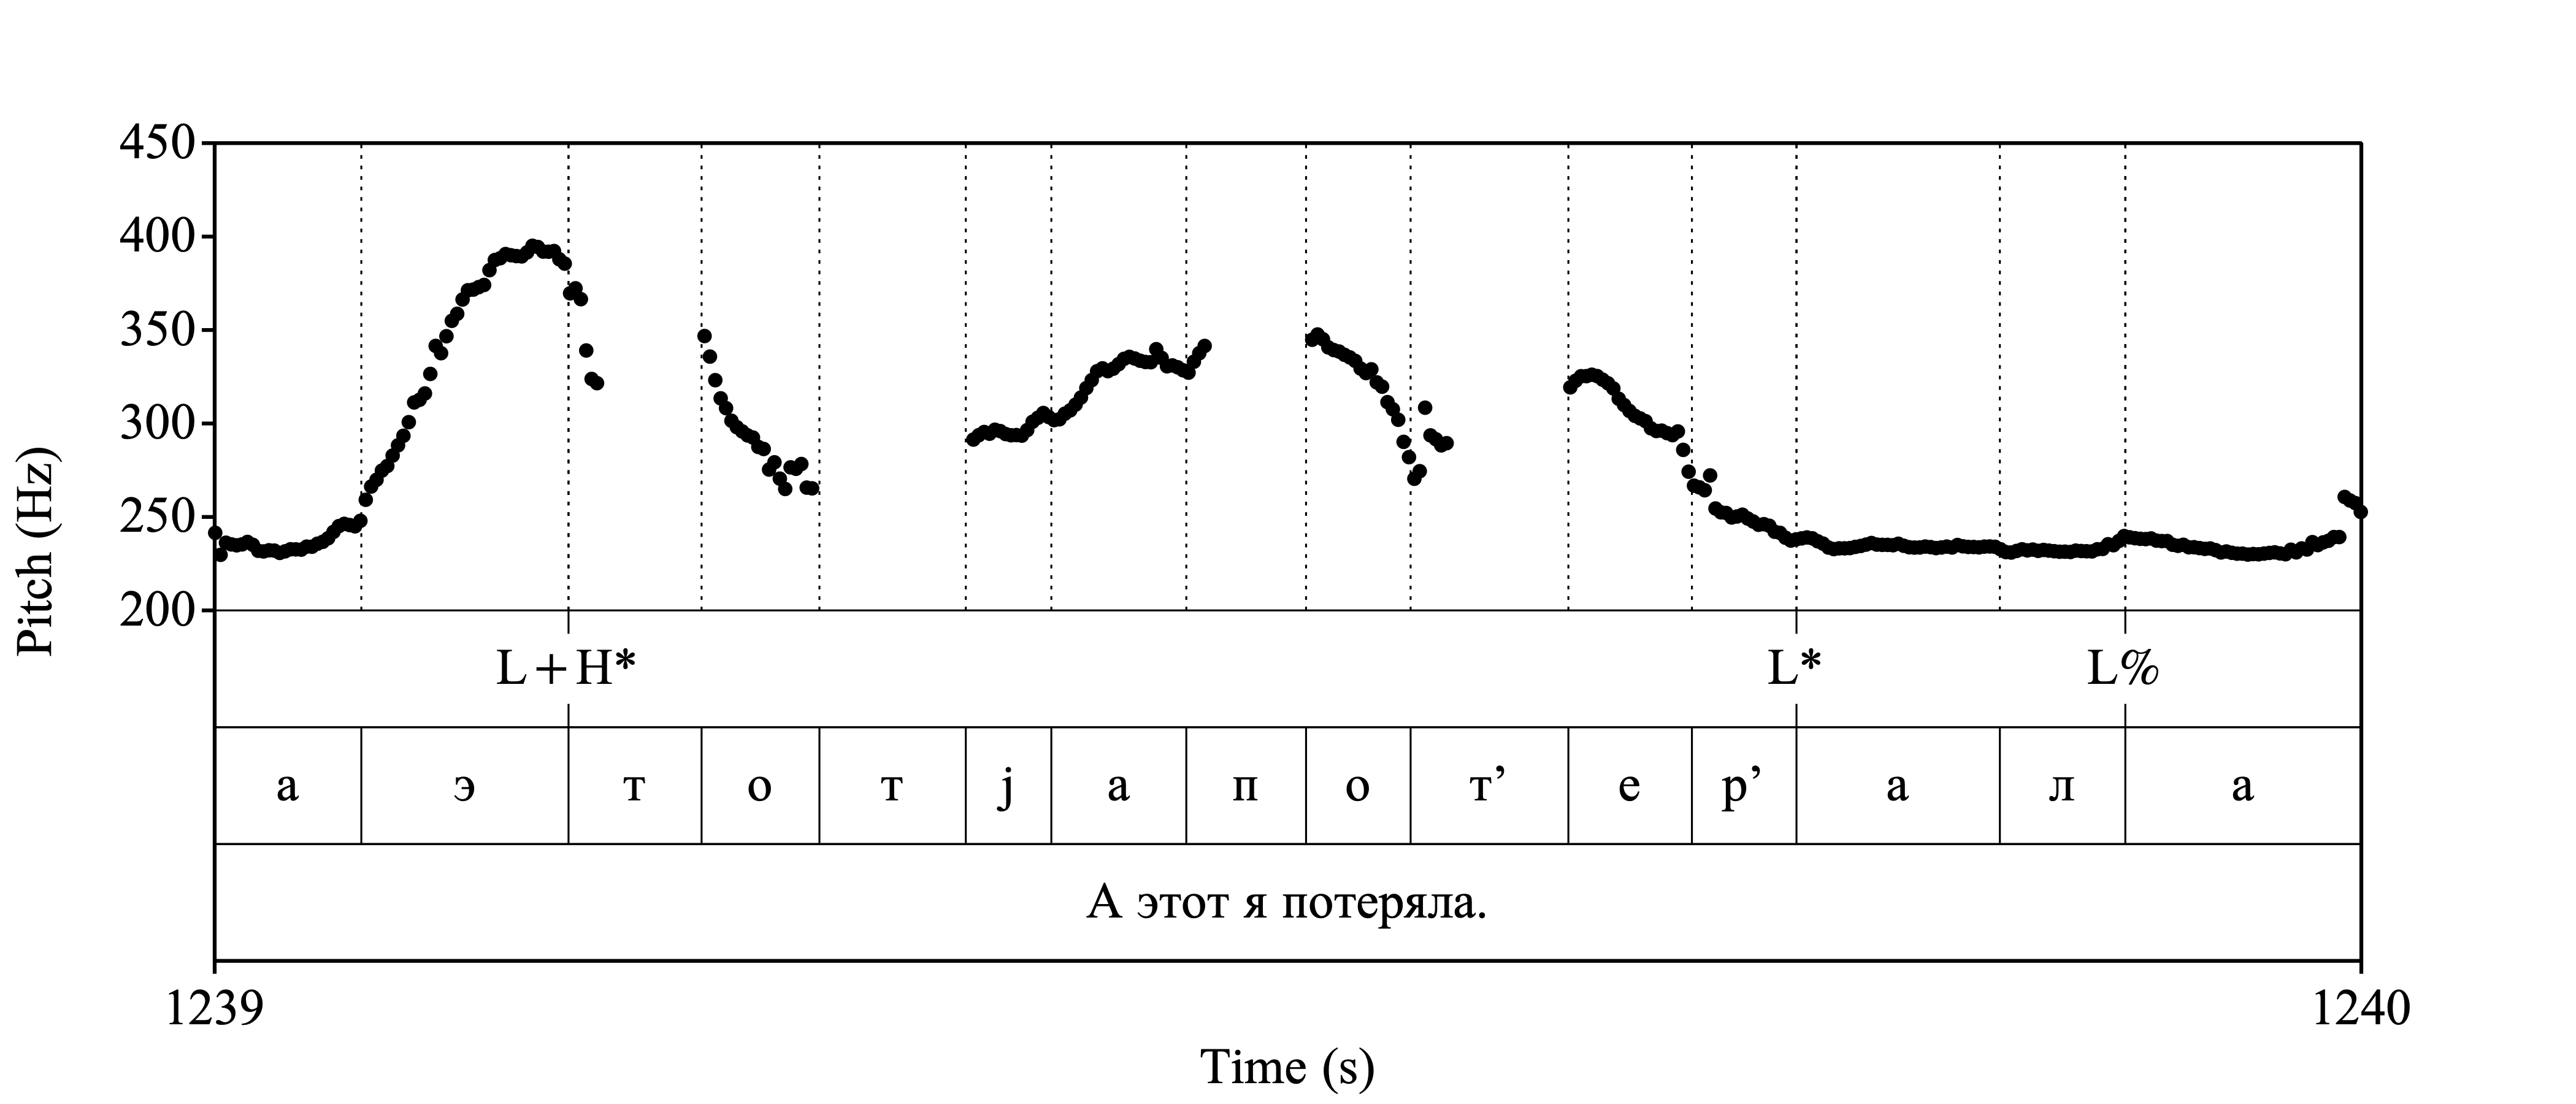 450
400
350
300
250
200
Pitch (Hz)
L+H* L* L%
а э т о т j а п о т’ е р’ а л а
А этот я потеряла.
1239 1240
Time (s)